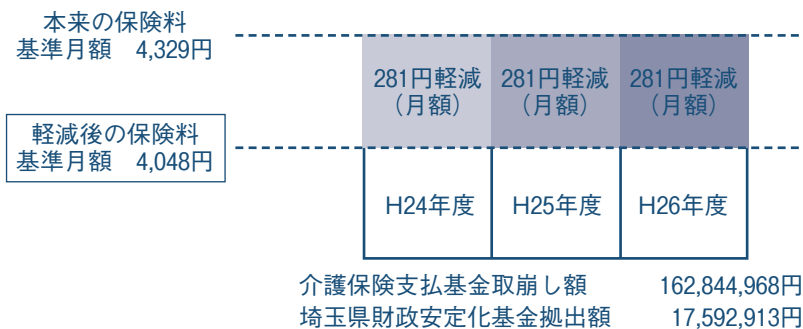 本来の保険料
基準月額　4,329円
281円軽減
（月額）
281円軽減
（月額）
281円軽減
（月額）
軽減後の保険料
基準月額　4,048円
H24年度
H25年度
H26年度
介護保険支払基金取崩し額　162,844,968円
埼玉県財政安定化基金拠出額　17,592,913円